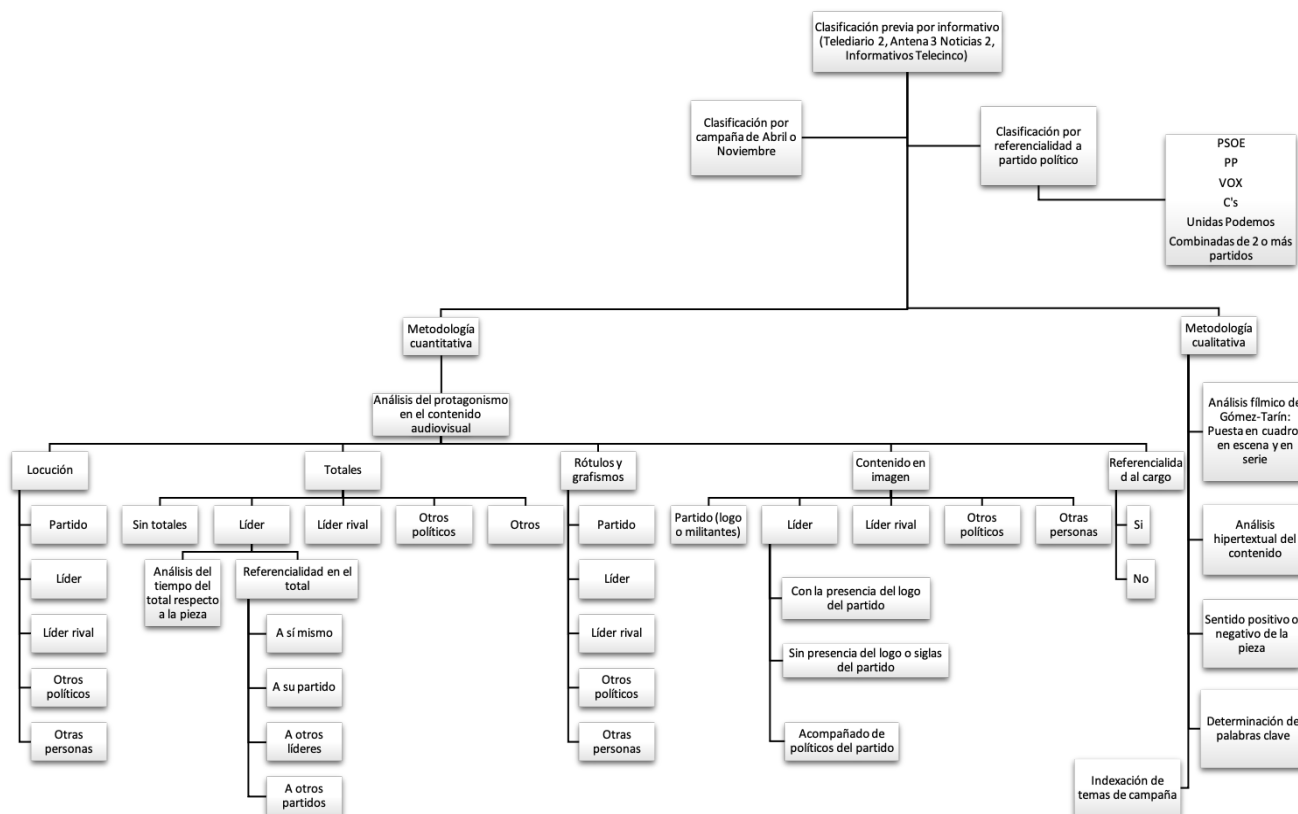 Clasificación previa por informativo
(Telediario 2, Antena 3 Noticias 2,
Informativos Telecinco)
Clasificación por
campaña de Abril o
Noviembre
Clasificación por
referencialidad a
partido político
PSOE
PP
VOX
C's
Unidas Podemos
Combinadas de 2 o más
partidos
Metodología
cuantitativa
Metodología
cualitativa
Análisis del protagonismo
en el contenido
audiovisual
Locución
Partido
Líder
Líder rival
Otros
políticos
Otras
personas
Totales
Sin totales
Líder
Líder rival
Otros
políticos
Otros
Análisis del
tiempo del
total respecto
a la pieza
Referencialidad en el
total
A sí mismo
A su partido
A otros
líderes
A otros
partidos
Rótulos y
grafismos
Partido
Líder
Líder rival
Otros
políticos
Otras
personas
Contenido en
imagen
Partido (logo
o militantes)
Líder
Líder rival
Otros
políticos
Otras
personas
Con la presencia del logo
del partido
Sin presencia del logo o siglas
del partido
Acompañado de
políticos del partido
Referencialida
d al cargo
Si
No
Análisis fílmico de
Gómez-Tarín:
Puesta en cuadro
en escena y en
serie
Análisis
hipertextual del
contenido
Sentido positivo o
negativo de la
pieza
Determinación de
palabras clave
Indexación de
temas de campaña